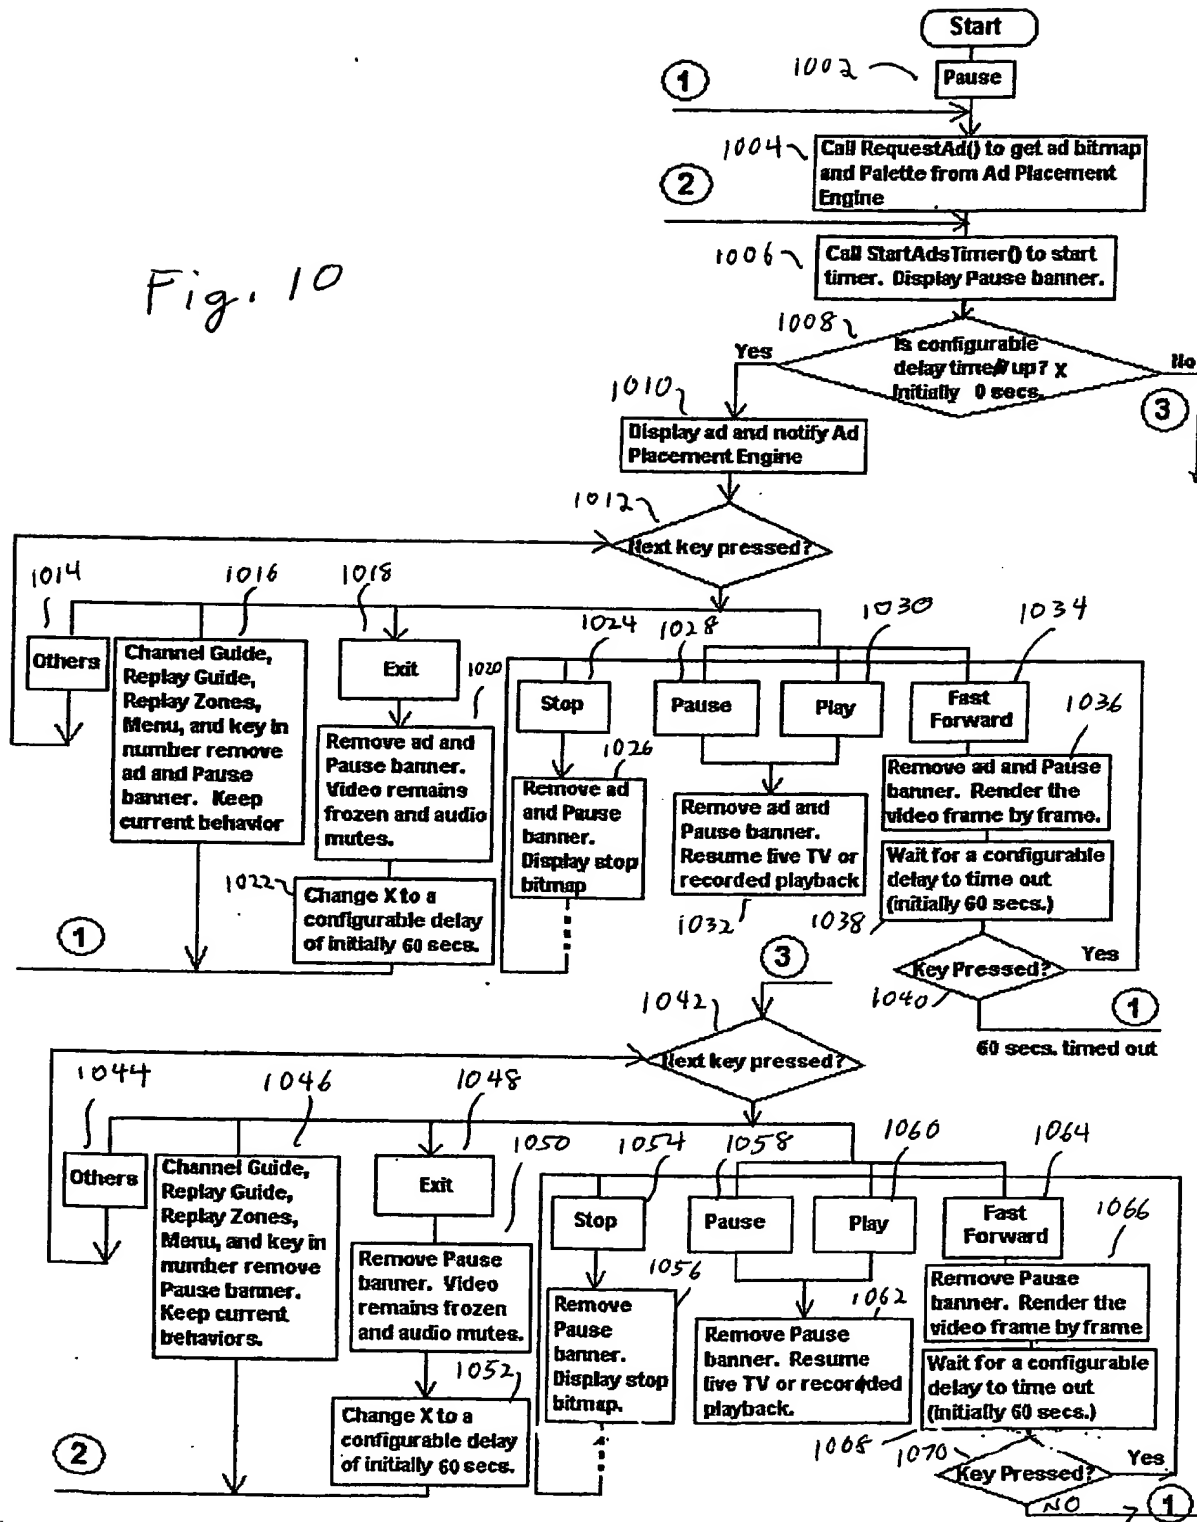 Start
1002
Pause
1
1004
Call RequestAd() to get ad bitmap
and Palette from Ad Placement
Engine
2
1006
Call StartAdsTimer() to start
timer. Display Pause banner.
Fig. 10
1008
Is configurable
delay time up? X
Initially 0 secs.
Yes
No
3
1010
Display ad and notify Ad
Placement Engine
1012
Next key pressed?
1014
Others
1016
Channel Guide,
Replay Guide,
Replay Zones,
Menu, and key in
number remove
ad and Pause
banner. Keep
current behavior
1018
Exit
1020
Remove ad and
Pause banner.
Video remains
frozen and audio
mutes.
1022
Change X to a
configurable delay
of initially 60 secs.
1
1024
Stop
1026
Remove ad
and Pause
banner.
Display stop
bitmap
1028
Pause
1030
Play
Remove ad and
Pause banner.
Resume live TV or
recorded playback
1032
1034
Fast
Forward
1036
Remove ad and Pause
banner. Render the
video frame by frame.
Wait for a configurable
delay to time out
(initially 60 secs.)
1038
Key Pressed?
Yes
1040
1
60 secs. timed out
3
1042
Next key pressed?
1044
Others
1046
Channel Guide,
Replay Guide,
Replay Zones,
Menu, and key in
number remove
Pause banner.
Keep current
behaviors.
1048
Exit
1050
Remove Pause
banner. Video
remains frozen
and audio mutes.
1052
Change X to a
configurable delay
of initially 60 secs.
2
1054
Stop
1056
Remove
Pause
banner.
Display stop
bitmap.
1058
Pause
1060
Play
1062
Remove Pause
banner. Resume
live TV or recorded
playback.
1064
Fast
Forward
1066
Remove Pause
banner. Render the
video frame by frame
Wait for a configurable
delay to time out
(initially 60 secs.)
1068
1070
Key Pressed?
Yes
NO
1